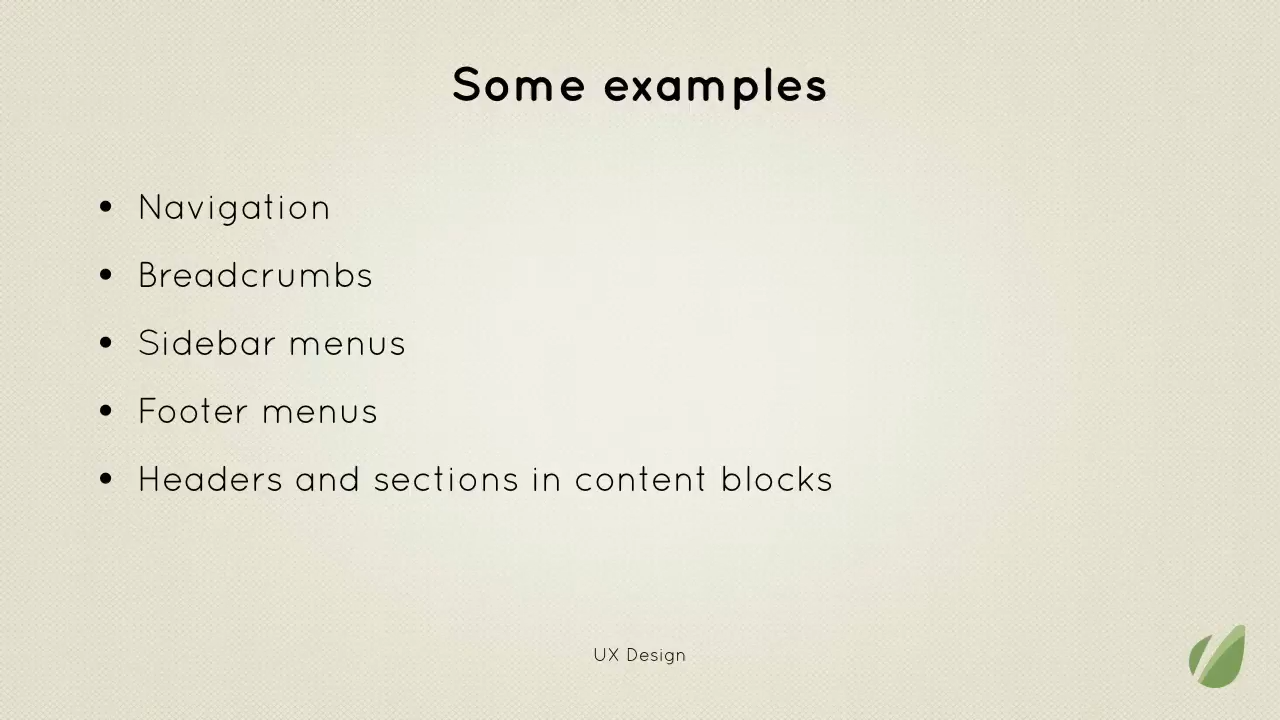 Some examples
• Navigation
• Breadcrumbs
• Sidebar menus
• Footer menus
• Headers and sections in content blocks
UX Design